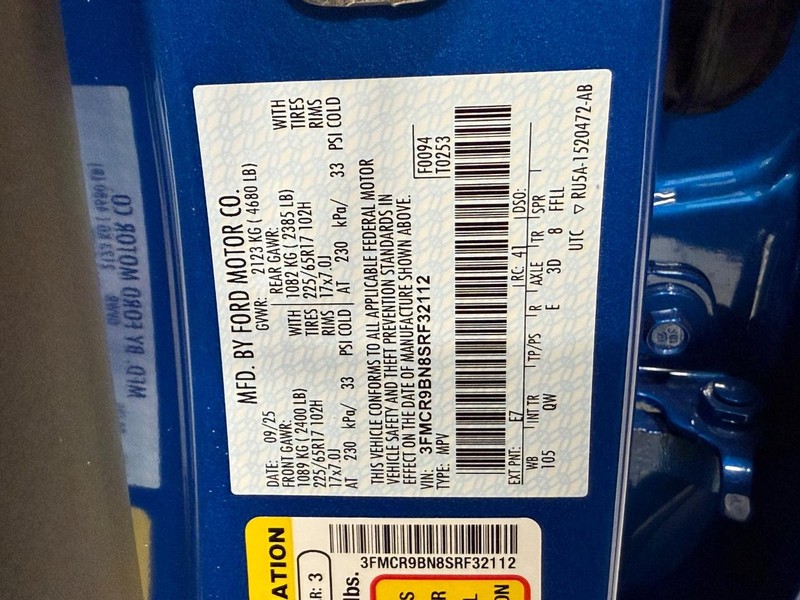 MFD. BY FORD MOTOR CO.
DATE: 09/25 GVWR: 2123 KG ( 4680 LB)
FRONT GAWR: REAR GAWR:
1089 KG ( 2400 LB) WITH 1082 KG ( 2385 LB) WITH
225/65R17 102H TIRES 225/65R17 102H TIRES
17x7.0J RIMS 17x7.0J RIMS
AT 230 kPa/ 33 PSI COLD AT 230 kPa/ 33 PSI COLD
THIS VEHICLE CONFORMS TO ALL APPLICABLE FEDERAL MOTOR
VEHICLE SAFETY AND THEFT PREVENTION STANDARDS IN
EFFECT ON THE DATE OF MANUFACTURE SHOWN ABOVE.
VIN: 3FMCR9BN8SRF32112
TYPE: MPV
F0094
T0253
EXT PNT: E7 RC: 41 DSO:
WB INT TR TP/PS R AXLE TR SPR
105 QW E 3D 8 FFLL
UTC ▽ RU5A-1520472-AB
ATION
R: 3
lbs.
3FMCR9BN8SRF32112
MFD. BY FORD MOTOR CO